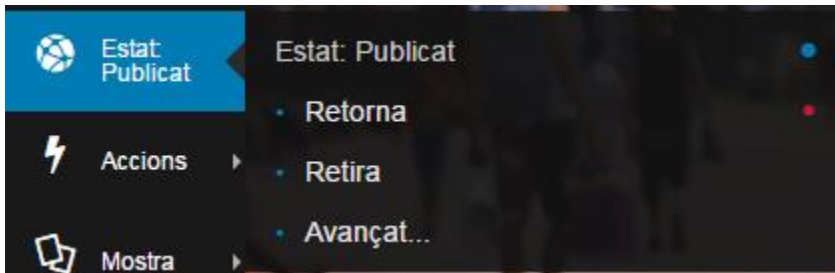 Estat:
Publicat
Accions
Mostra
Estat: Publicat
Retorna
Retira
Avançat...